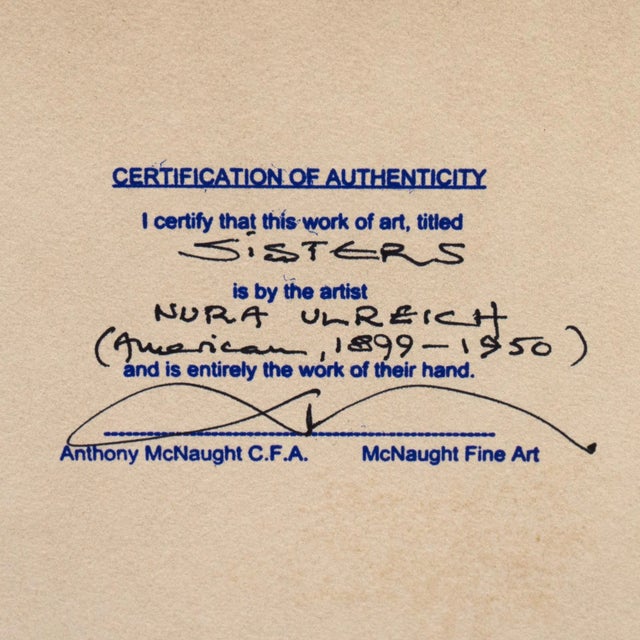 CERTIFICATION OF AUTHENTICITY
I certify that this work of art, titled
SiSTERS
is by the artist
NURA ULREICH
(American, 1899-1950)
and is entirely the work of their hand.
Anthony McNaught C.F.A. McNaught Fine Art